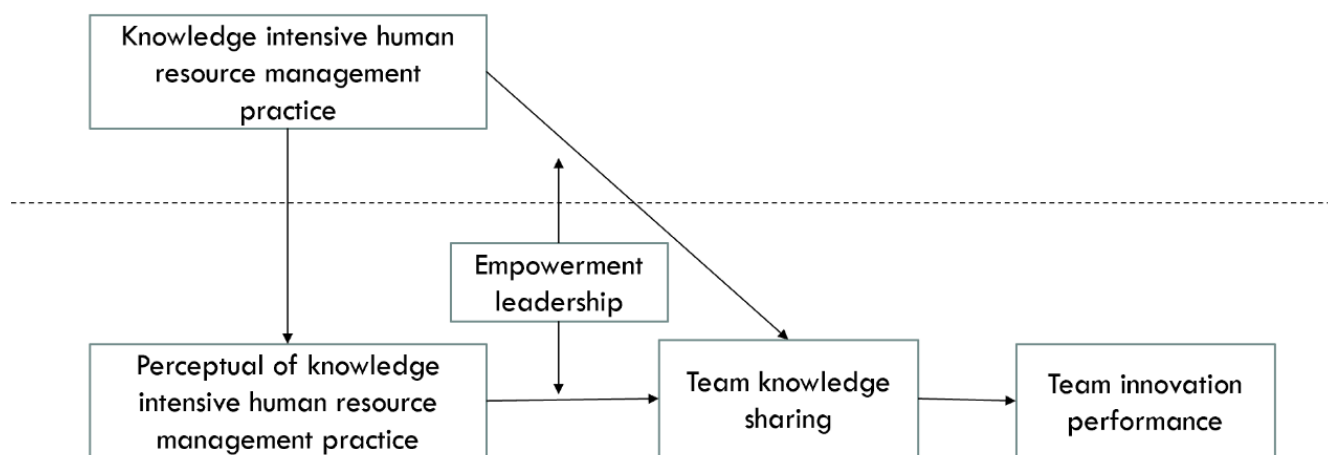 Knowledge intensive human
resource management
practice
Empowerment
leadership
Perceptual of knowledge
intensive human resource
management practice
Team knowledge
sharing
Team innovation
performance